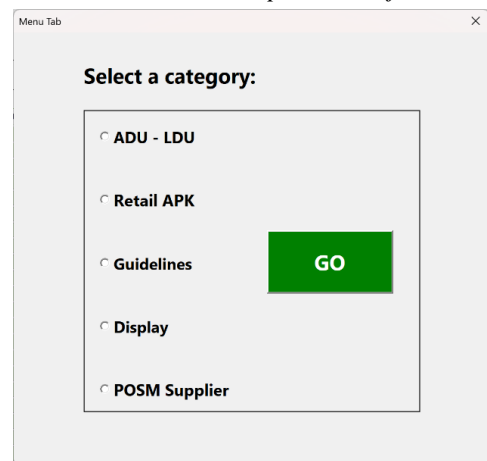 Menu Tab
Select a category:
ADU - LDU
Retail APK
Guidelines
GO
Display
POSM Supplier